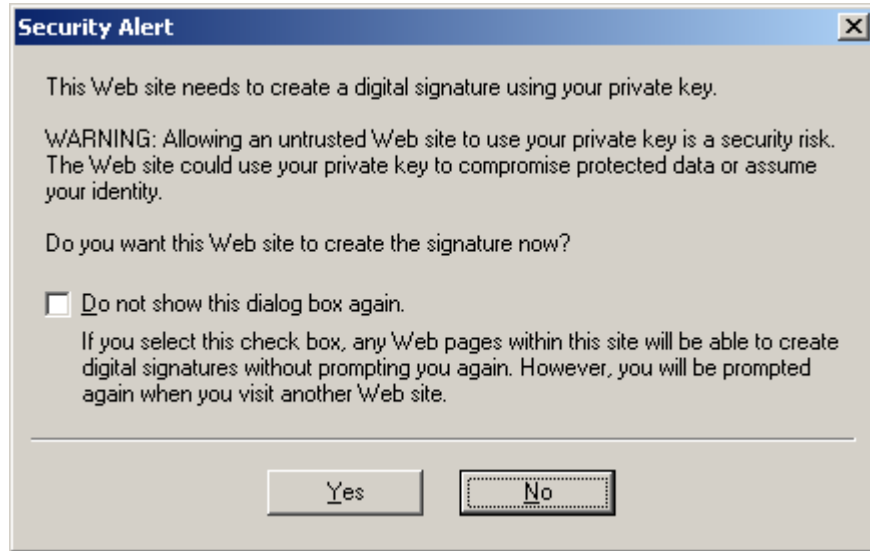 Security Alert
This Web site needs to create a digital signature using your private key.
WARNING: Allowing an untrusted Web site to use your private key is a security risk.
The Web site could use your private key to compromise protected data or assume
your identity.
Do you want this Web site to create the signature now?
Do not show this dialog box again.
If you select this check box, any Web pages within this site will be able to create
digital signatures without prompting you again. However, you will be prompted
again when you visit another Web site.
Yes No